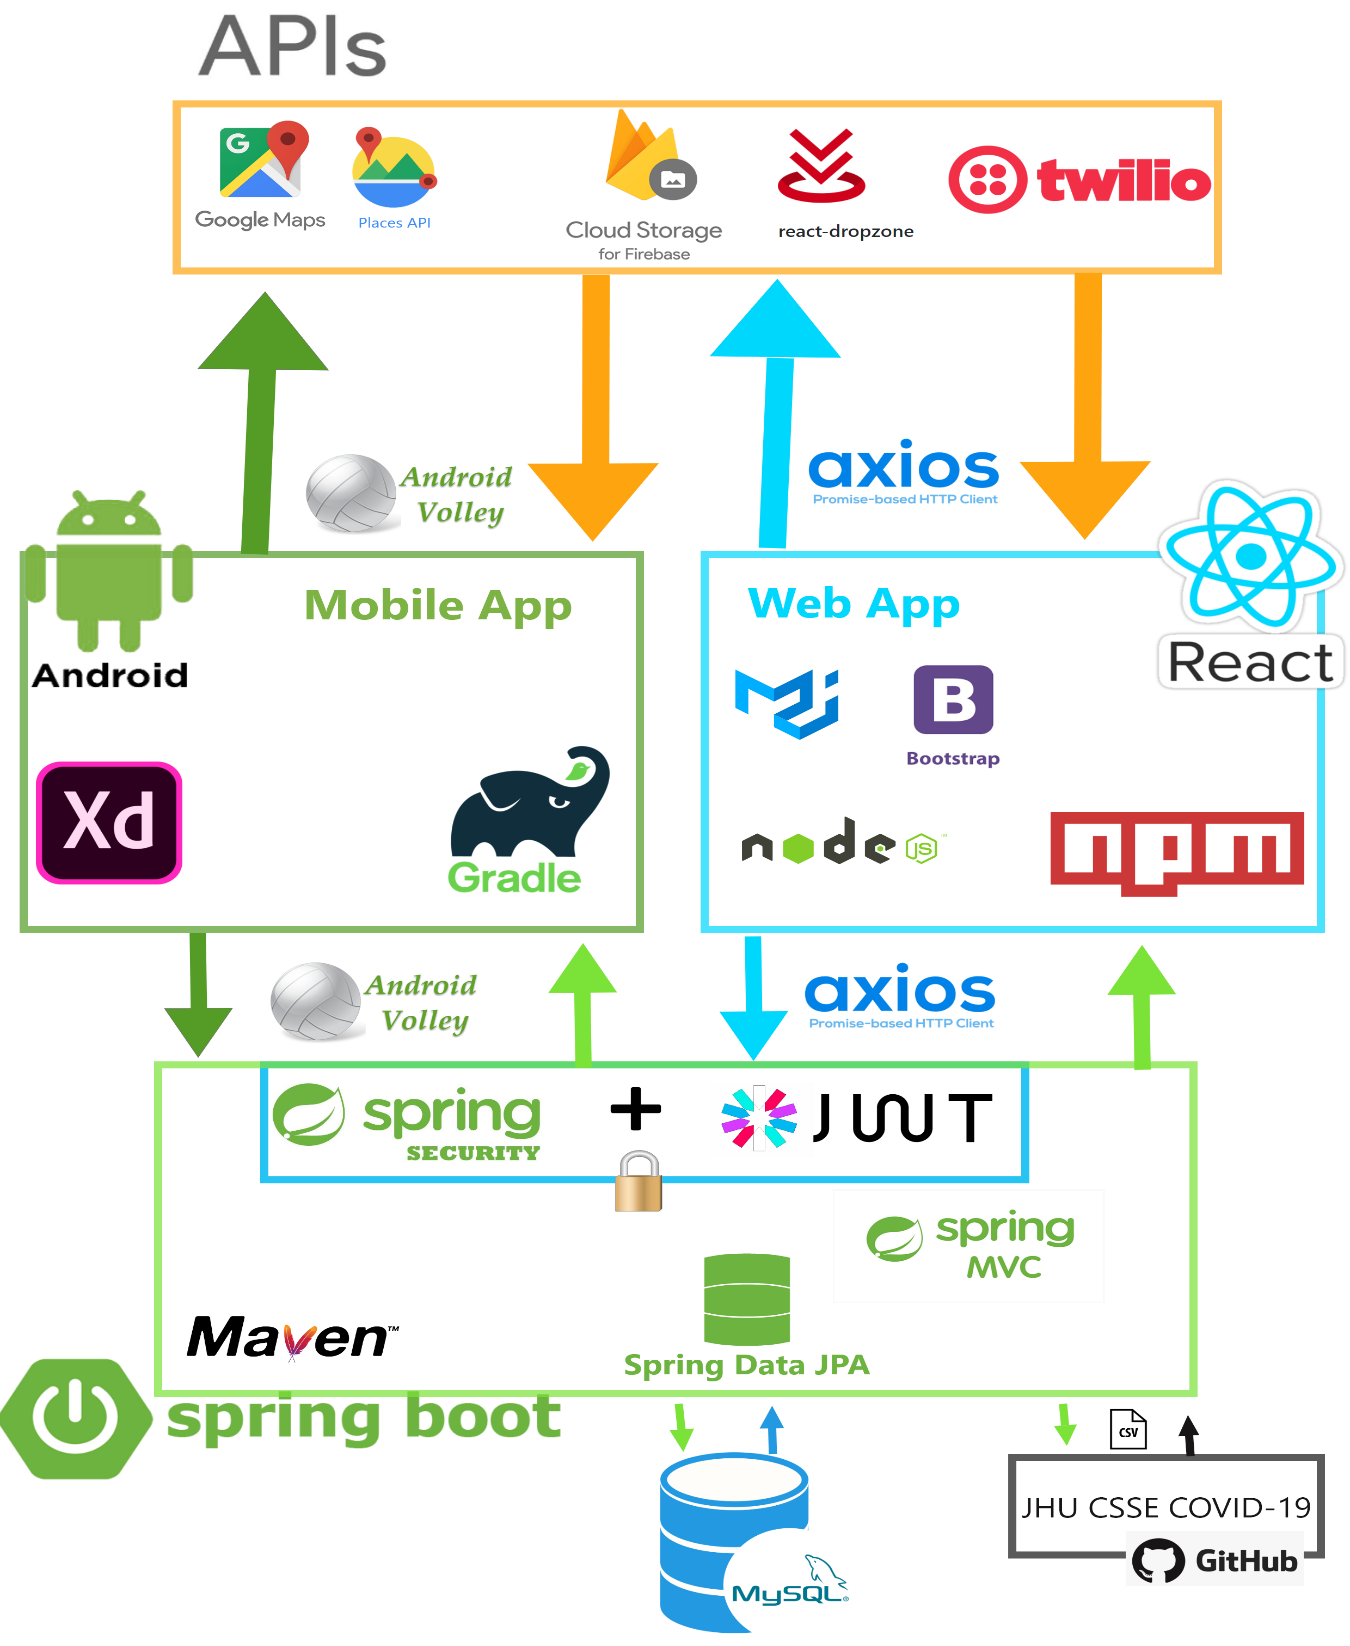 APIs
G
Google Maps
Places API
Cloud Storage
for Firebase
react-dropzone
twilio
Android
Volley
axios
Promise-based HTTP Client
Android
Mobile App
Web App
React
B
Bootstrap
Xd
Gradle
node
JS
npm
Android
Volley
axios
Promise-based HTTP Client
spring
SECURITY
+
JWT
spring
MVC
Maven™
Spring Data JPA
spring boot
CSV
JHU CSSE COVID-19
GitHub
MySQL®